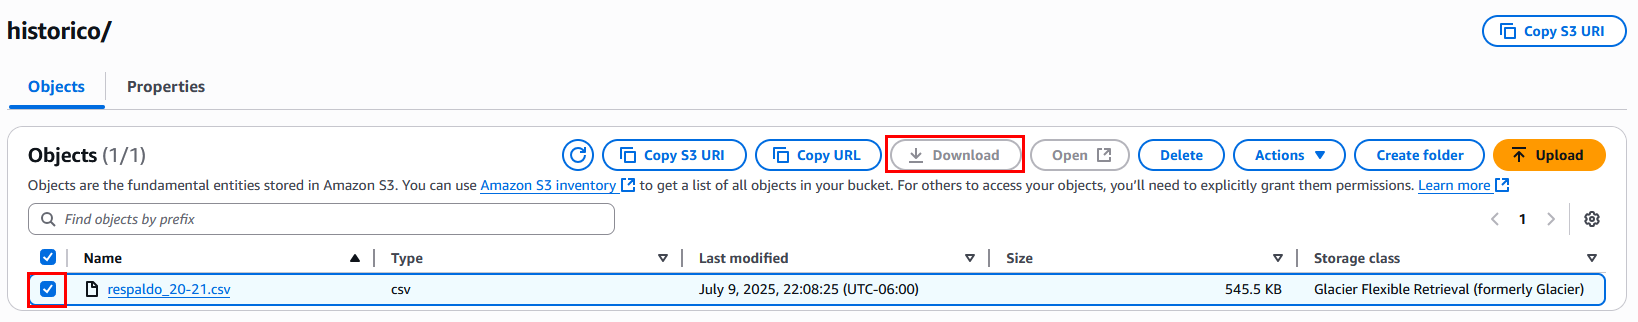 historico/
Copy S3 URI
Objects
Properties
Objects (1/1)
Copy S3 URI
Copy URL
Download
Open
Delete
Actions
Create folder
Upload
Objects are the fundamental entities stored in Amazon S3. You can use Amazon S3 inventory to get a list of all objects in your bucket. For others to access your objects, you'll need to explicitly grant them permissions. Learn more
Find objects by prefix
1
Name Type Last modified Size Storage class
respaldo_20-21.csv csv July 9, 2025, 22:08:25 (UTC-06:00) 545.5 KB Glacier Flexible Retrieval (formerly Glacier)